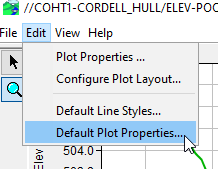 //COHT1-CORDELL_HULL/ELEV-POO
File Edit View Help
Plot Properties ...
Configure Plot Layout...
Default Line Styles...
Default Plot Properties...
Elev
504.0